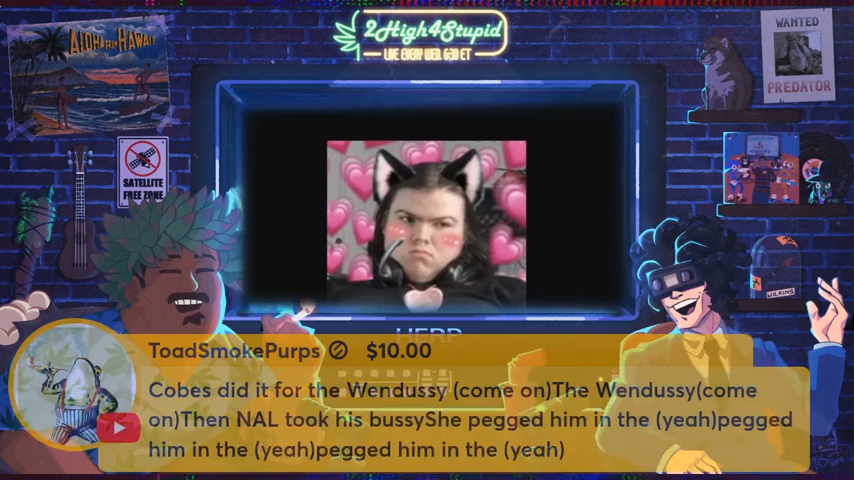 2High4Stupid
LIVE EVERY WED. 6:30 ET
ALOHA FROM HAWAII
WANTED
PREDATOR
SATELLITE
FREE ZONE
WILKINS
HERP
ToadSmokePurps $10.00
Cobes did it for the Wendussy (come on)The Wendussy(come
on)Then NAL took his bussyShe pegged him in the (yeah)pegged
him in the (yeah)pegged him in the (yeah)